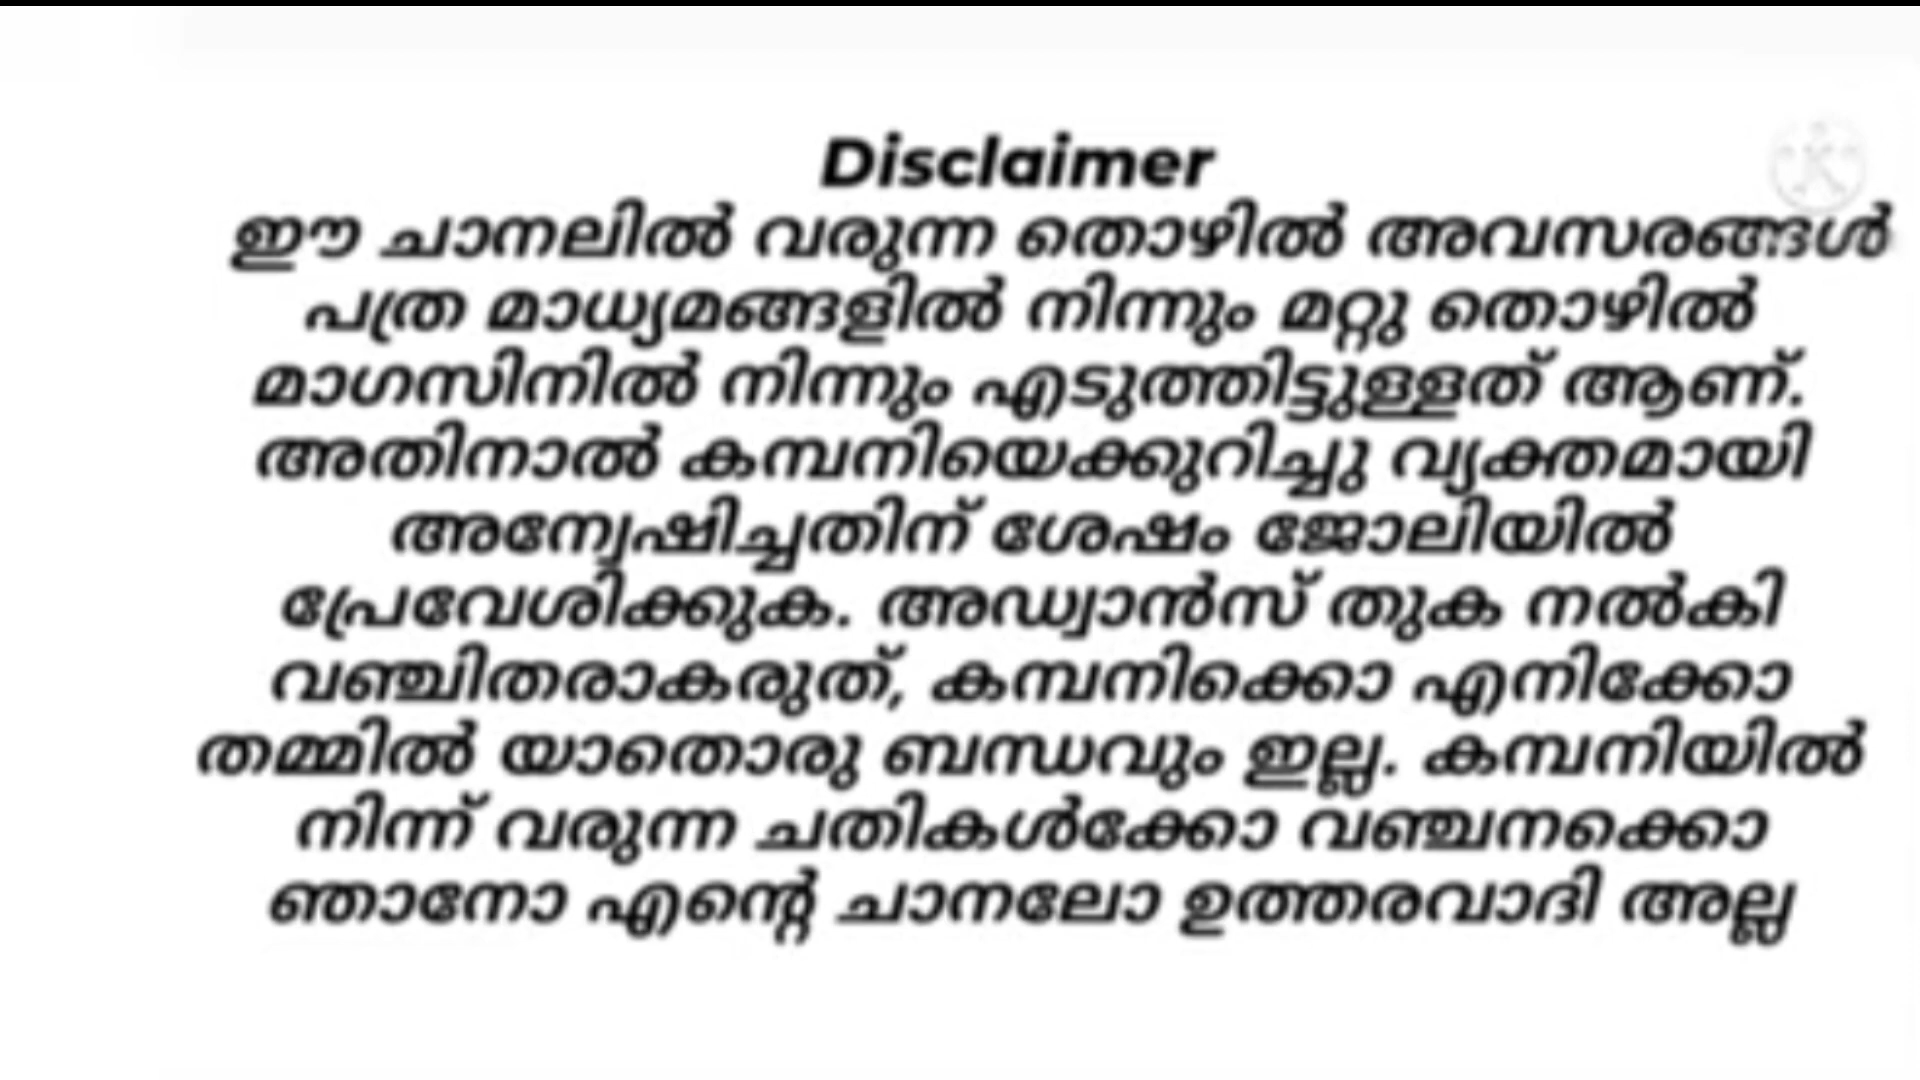 Disclaimer
ഈ ചാനലിൽ വരുന്ന തൊഴിൽ അവസരങ്ങൾ
പത്ര മാധ്യമങ്ങളിൽ നിന്നും മറ്റു തൊഴിൽ
മാഗസിനിൽ നിന്നും എടുത്തിട്ടുള്ളത് ആണ്.
അതിനാൽ കമ്പനിയെക്കുറിച്ചു വ്യക്തമായി
അന്വേഷിച്ചതിന് ശേഷം ജോലിയിൽ
പ്രേവേശിക്കുക. അഡ്വാൻസ് തുക നൽകി
വഞ്ചിതരാകരുത്, കമ്പനിക്കൊ എനിക്കോ
തമ്മിൽ യാതൊരു ബന്ധവും ഇല്ല. കമ്പനിയിൽ
നിന്ന് വരുന്ന ചതികൾക്കോ വഞ്ചനക്കൊ
ഞാനോ എന്റെ ചാനലോ ഉത്തരവാദി അല്ല
K